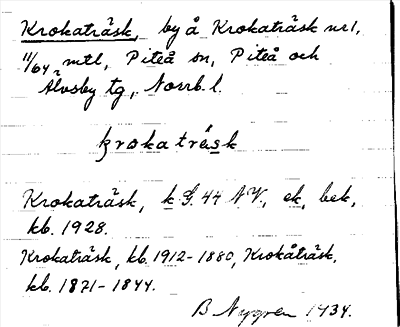 Krokaträsk, by å Krokaträsk nr 1,
11/64 mtl, Piteå sn, Piteå och
Älvsby tg, Norrb. l.
krokaträsk
Krokaträsk, k G. 44 NV., ek, bek,
kb. 1928.
Krokaträsk, kb. 1912-1880, Krokåträsk,
kb. 1871-1844.
B Nygren 1934.